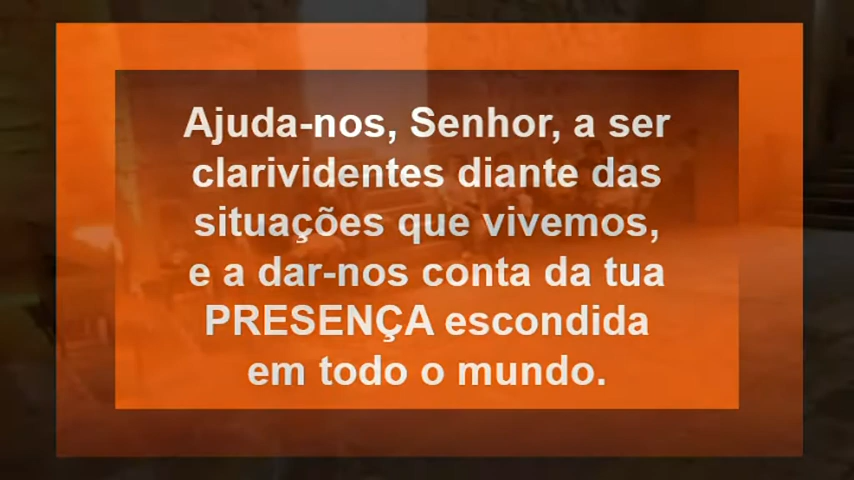 Ajuda-nos, Senhor, a ser
clarividentes diante das
situações que vivemos,
e a dar-nos conta da tua
PRESENÇA escondida
em todo o mundo.